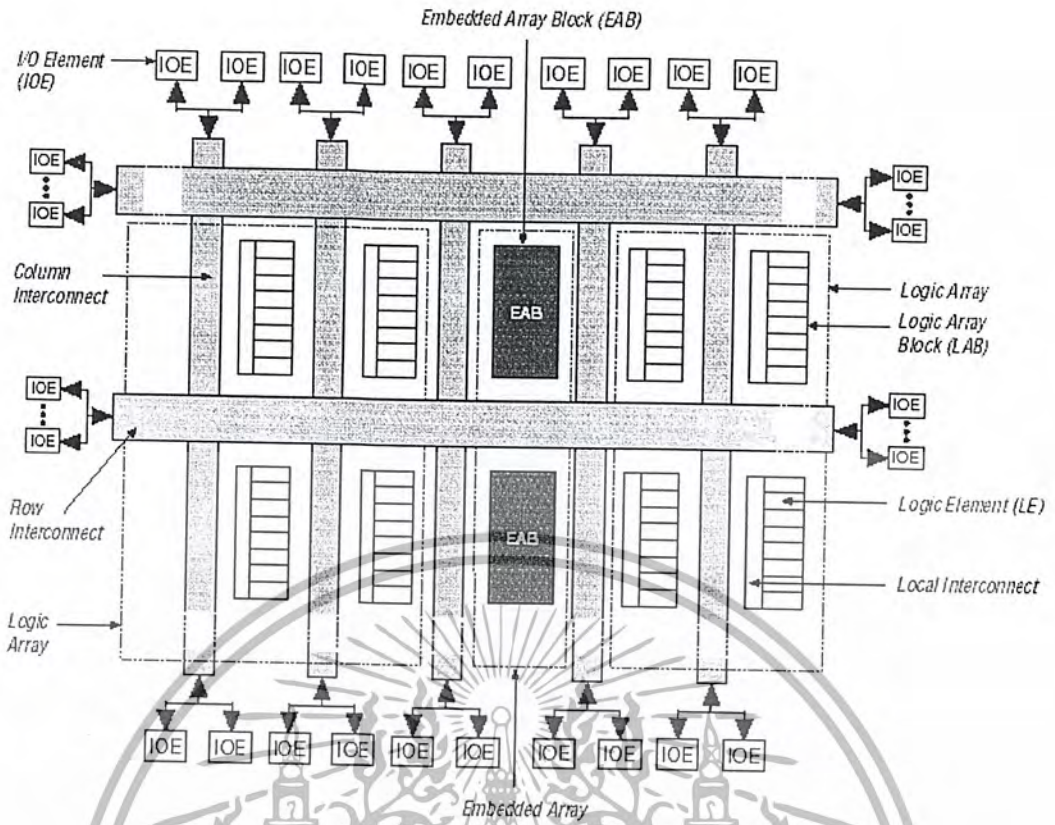 Embedded Array Block (EAB)
I/O Element
(IOE)
IOE IOE IOE IOE IOE IOE IOE IOE IOE IOE
IOE
IOE
IOE
IOE
Column
Interconnect
EAB
Logic Array
Logic Array
Block (LAB)
IOE
IOE
IOE
IOE
Row
Interconnect
EAB
Logic Element (LE)
Local Interconnect
Logic
Array
IOE IOE IOE IOE IOE IOE IOE IOE IOE IOE
Embedded Array